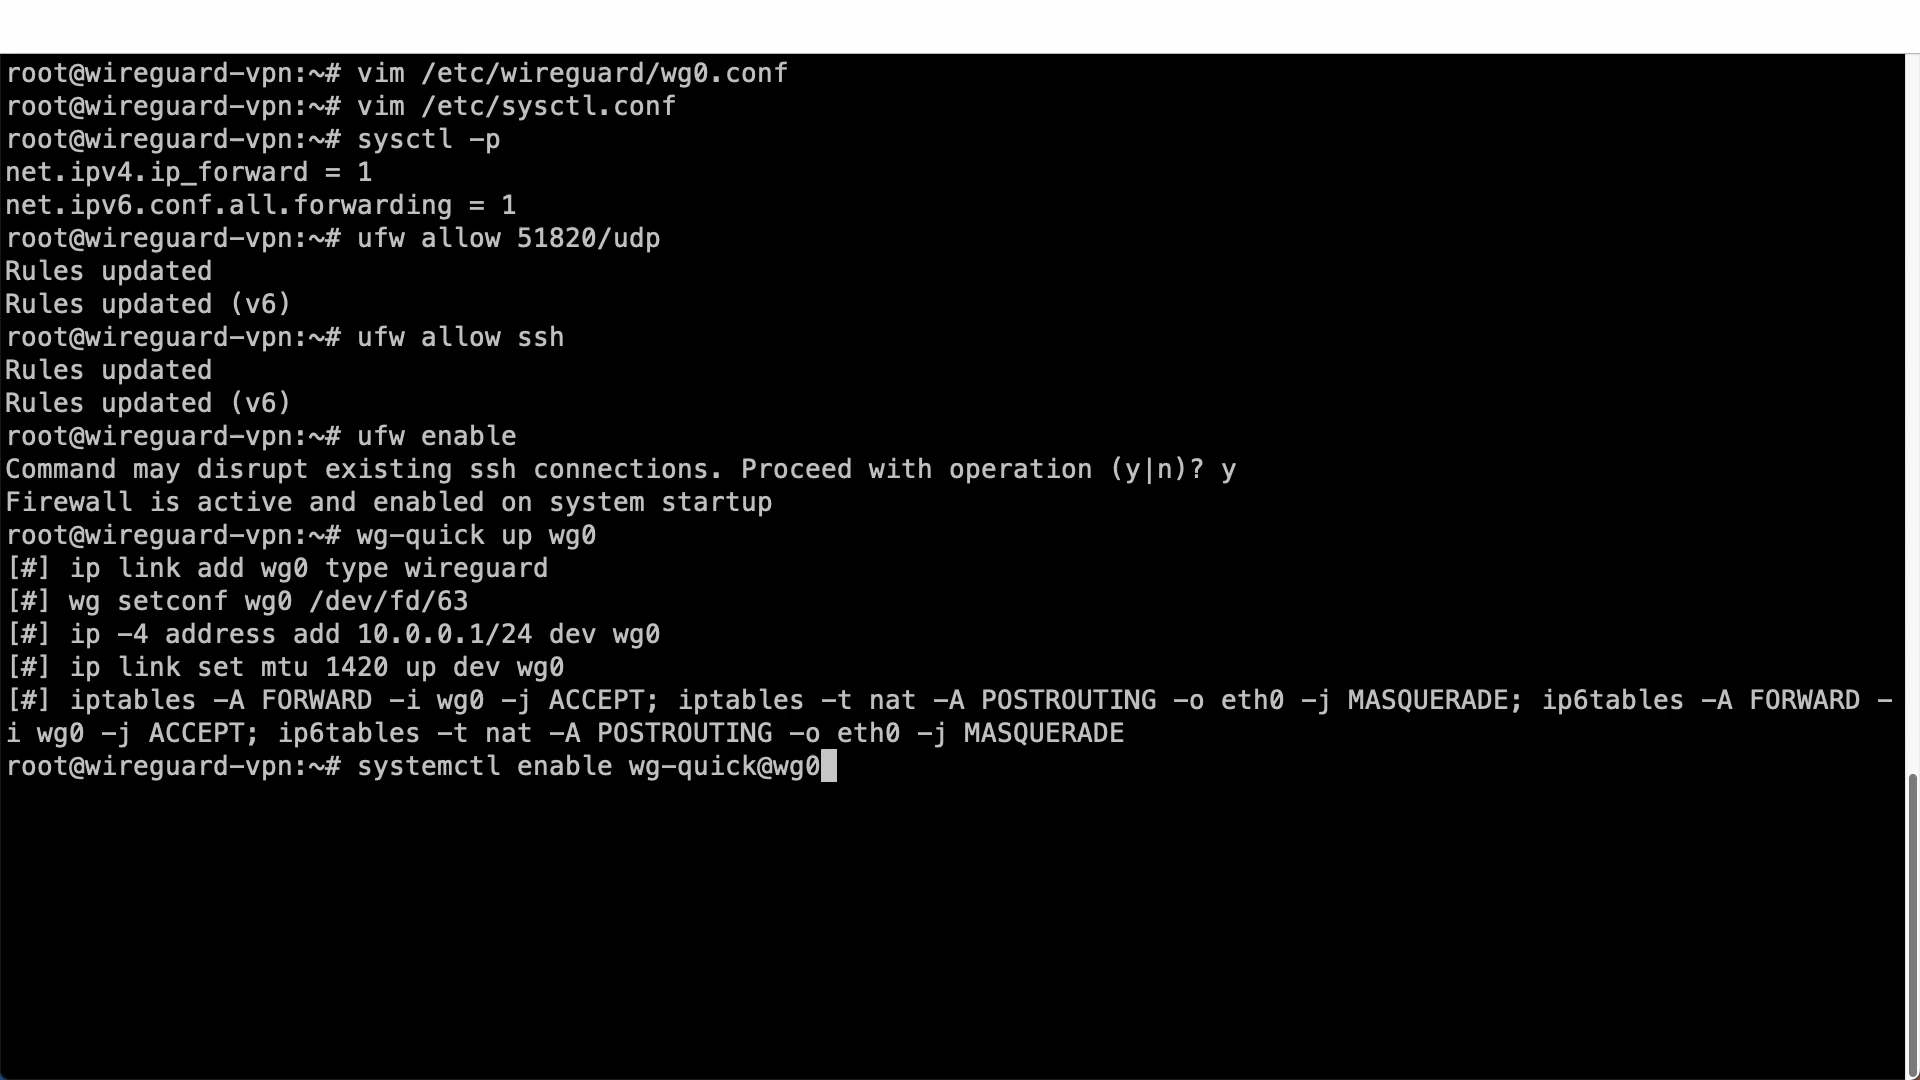 root@wireguard-vpn:~# vim /etc/wireguard/wg0.conf
root@wireguard-vpn:~# vim /etc/sysctl.conf
root@wireguard-vpn:~# sysctl -p
net.ipv4.ip_forward = 1
net.ipv6.conf.all.forwarding = 1
root@wireguard-vpn:~# ufw allow 51820/udp
Rules updated
Rules updated (v6)
root@wireguard-vpn:~# ufw allow ssh
Rules updated
Rules updated (v6)
root@wireguard-vpn:~# ufw enable
Command may disrupt existing ssh connections. Proceed with operation (y|n)? y
Firewall is active and enabled on system startup
root@wireguard-vpn:~# wg-quick up wg0
[#] ip link add wg0 type wireguard
[#] wg setconf wg0 /dev/fd/63
[#] ip -4 address add 10.0.0.1/24 dev wg0
[#] ip link set mtu 1420 up dev wg0
[#] iptables -A FORWARD -i wg0 -j ACCEPT; iptables -t nat -A POSTROUTING -o eth0 -j MASQUERADE; ip6tables -A FORWARD -
i wg0 -j ACCEPT; ip6tables -t nat -A POSTROUTING -o eth0 -j MASQUERADE
root@wireguard-vpn:~# systemctl enable wg-quick@wg0